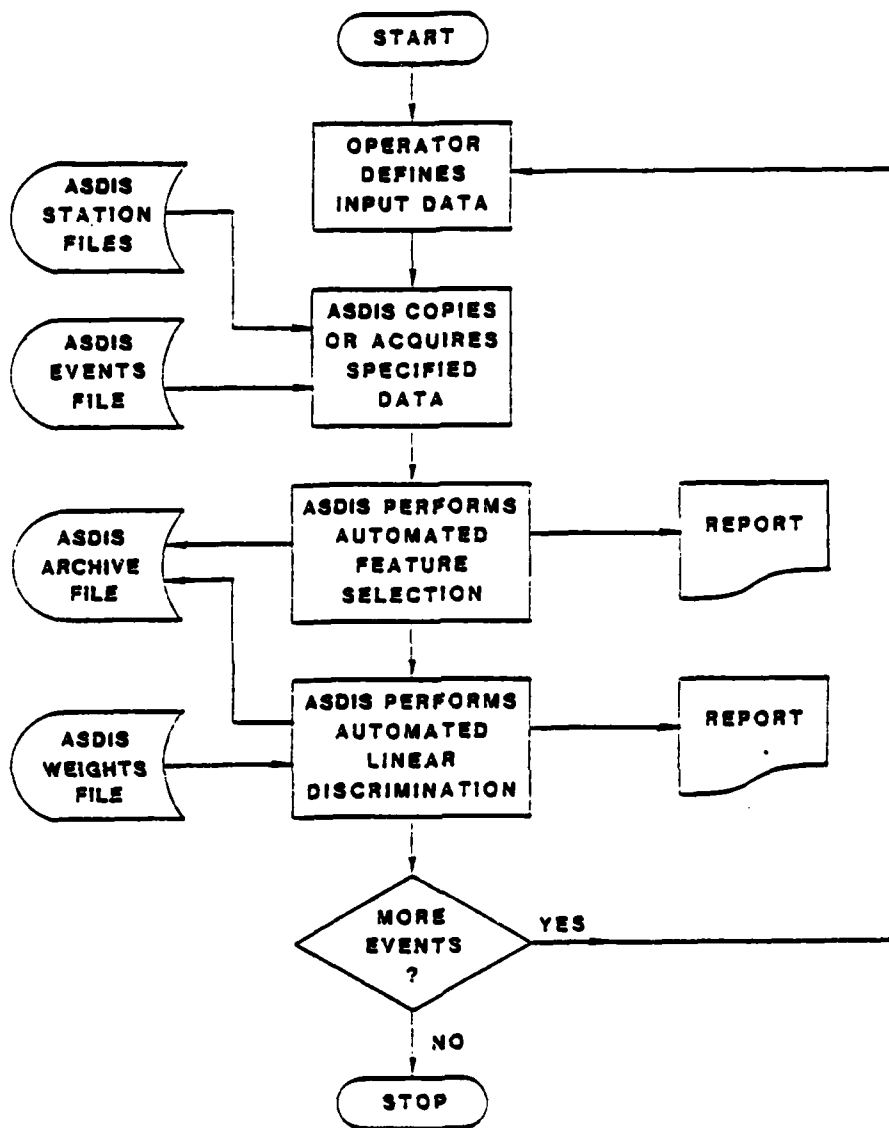 START
OPERATOR
DEFINES
INPUT DATA
ASDIS
STATION
FILES
ASDIS COPIES
OR ACQUIRES
SPECIFIED
DATA
ASDIS
EVENTS
FILE
ASDIS PERFORMS
AUTOMATED
FEATURE
SELECTION
REPORT
ASDIS
ARCHIVE
FILE
ASDIS PERFORMS
AUTOMATED
LINEAR
DISCRIMINATION
REPORT
ASDIS
WEIGHTS
FILE
MORE
EVENTS
?
YES
NO
STOP